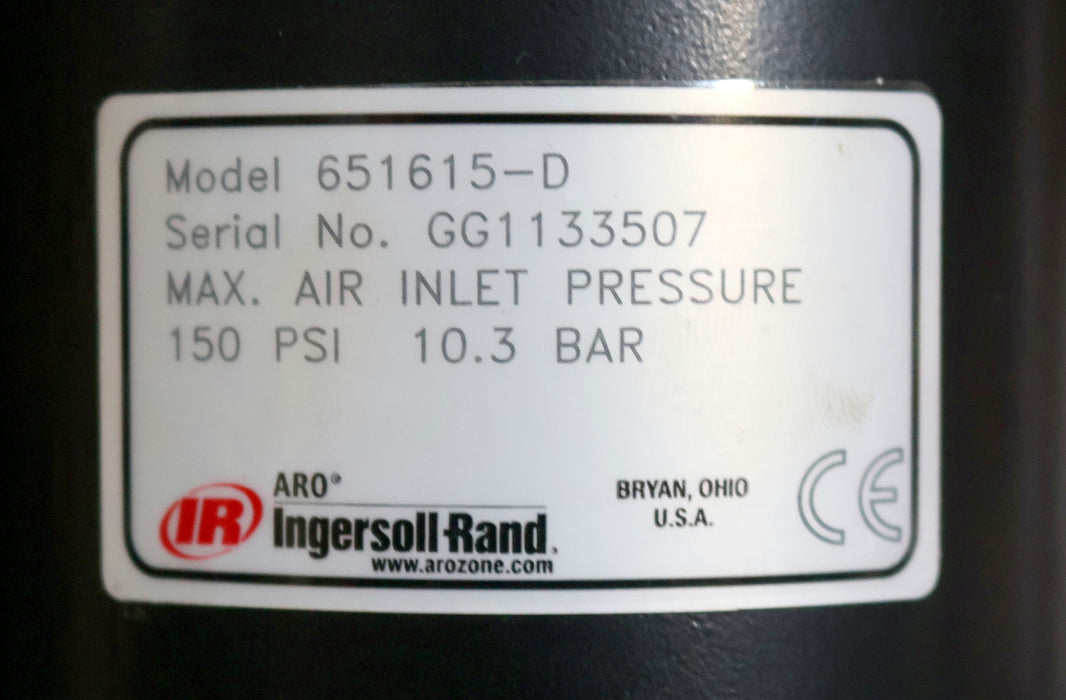 Model 651615-D
Serial No. GG1133507
MAX. AIR INLET PRESSURE
150 PSI 10.3 BAR
IR
ARO®
Ingersoll-Rand.
www.arozone.com
BRYAN, OHIO
U.S.A.
CE